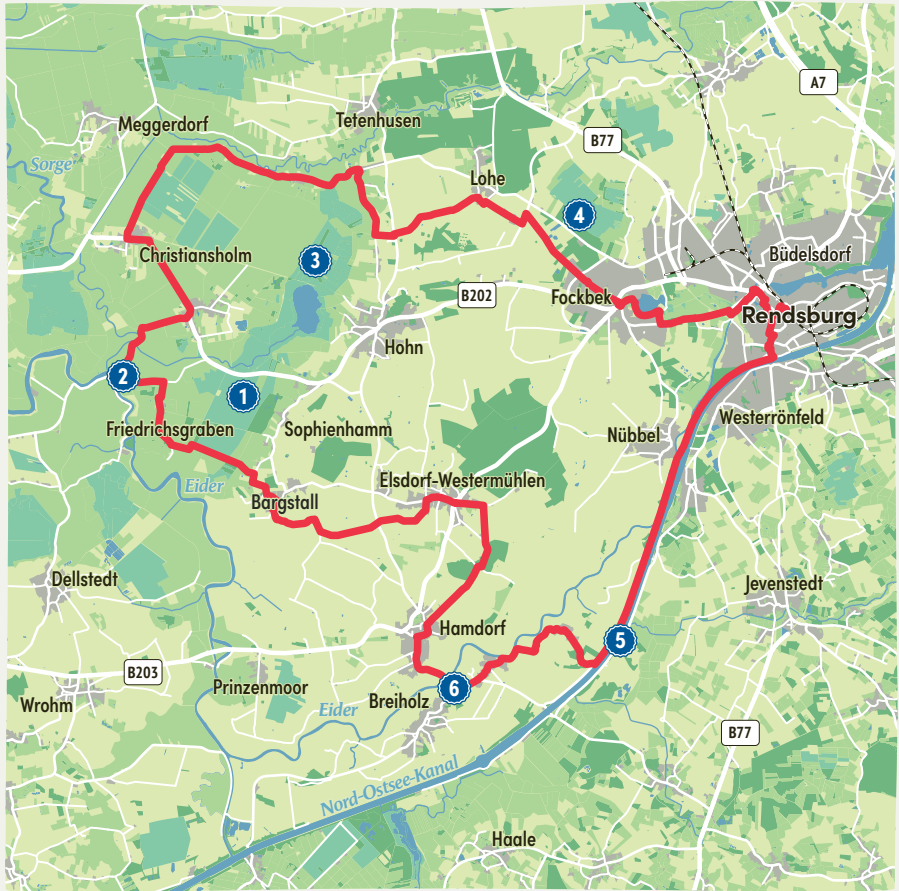 A7
Tetenhusen
Meggerdorf
B77
Sorge
Lohe
4
Christiansholm
3
Büdelsdorf
B202
Fockbek
Rendsburg
Hohn
2
1
Westerrönfeld
Friedrichsgraben
Sophienhamm
Nübbel
Elsdorf-Westermühlen
Eider
Bargstall
Dellstedt
Jevenstedt
Hamdorf
5
B203
Prinzenmoor
6
Wrohm
Breiholz
Eider
B77
Nord-Ostsee-Kanal
Haale